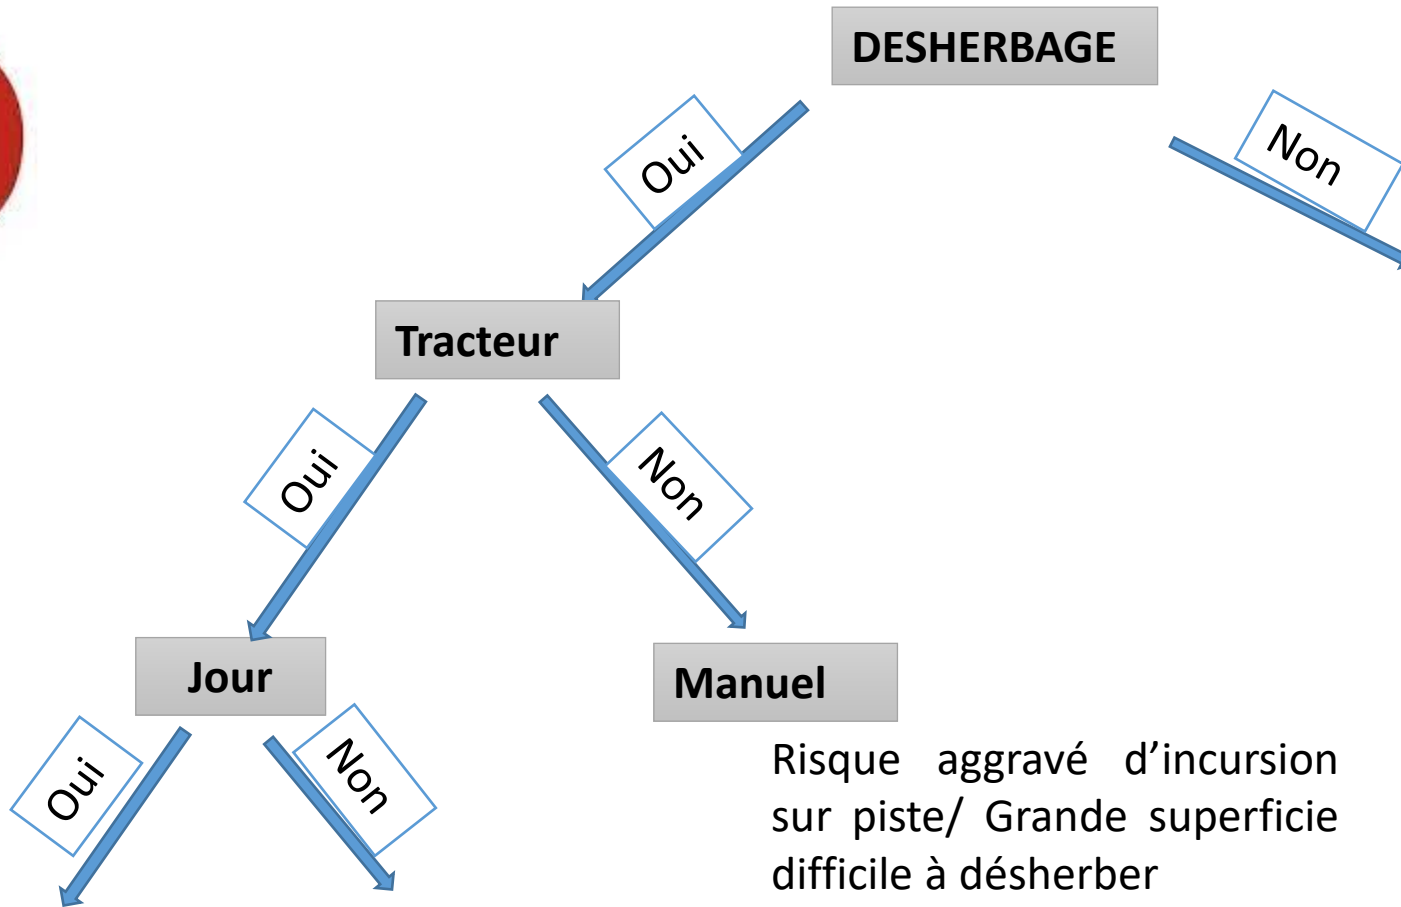 DESHERBAGE
Oui
Non
Tracteur
Oui
Non
Jour
Manuel
Oui
Non
Risque aggravé d’incursion
sur piste/ Grande superficie
difficile à désherber